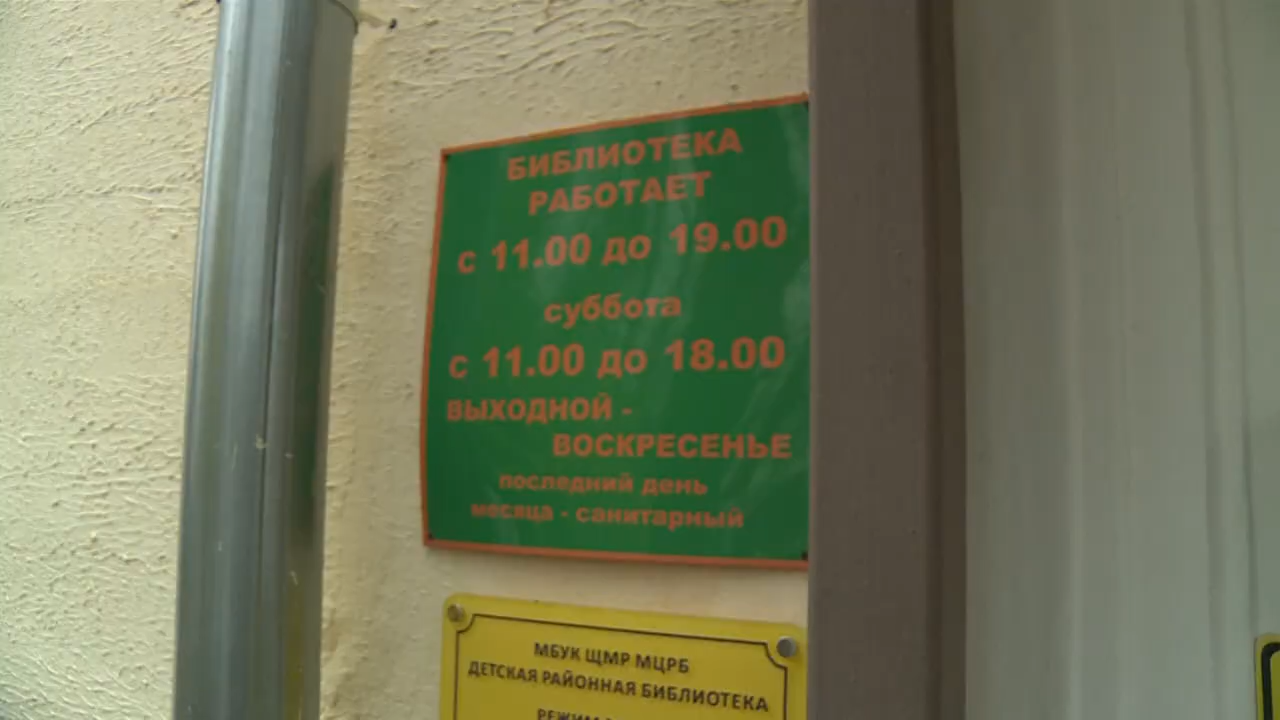 БИБЛИОТЕКА
РАБОТАЕТ
с 11.00 до 19.00
суббота
с 11.00 до 18.00
ВЫХОДНОЙ -
ВОСКРЕСЕНЬЕ
последний день
месяца - санитарный
МБУК ЩМР МЦРБ
ДЕТСКАЯ РАЙОННАЯ БИБЛИОТЕКА
РЕЖИМ